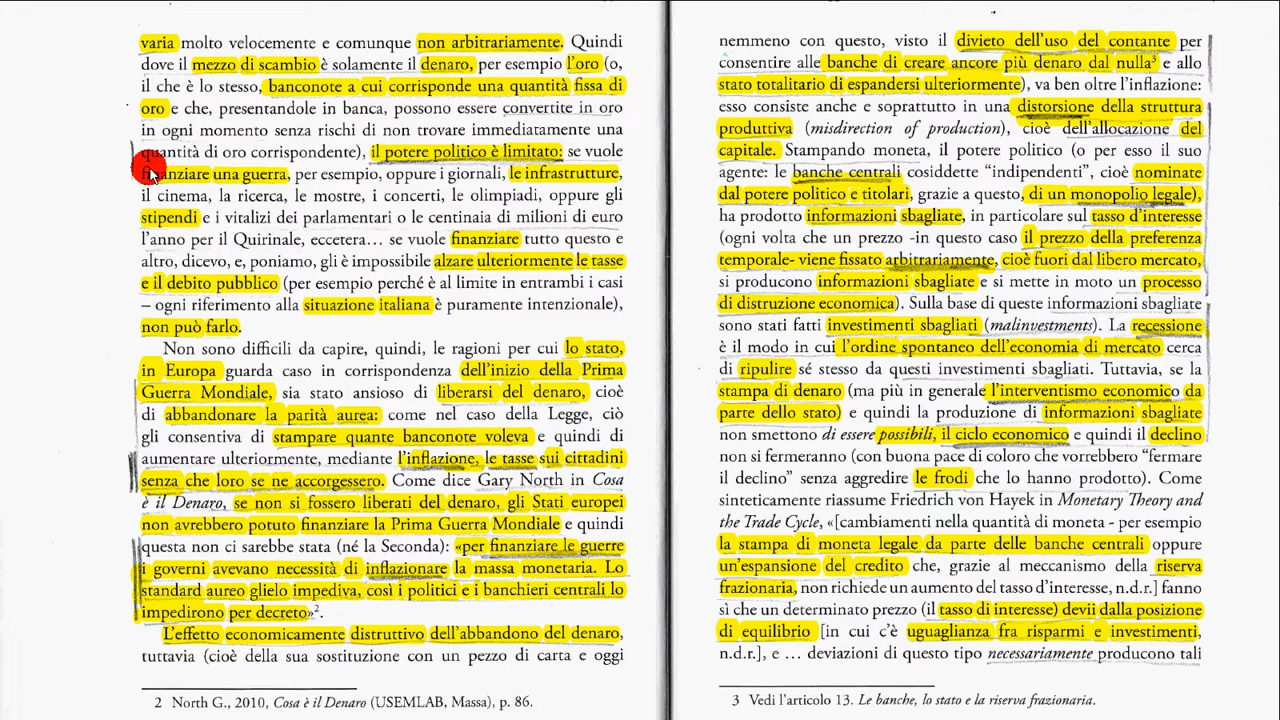 varia molto velocemente e comunque non arbitrariamente. Quindi
dove il mezzo di scambio è solamente il denaro, per esempio l'oro (o,
il che è lo stesso, banconote a cui corrisponde una quantità fissa di
oro e che, presentandole in banca, possono essere convertite in oro
in ogni momento senza rischi di non trovare immediatamente una
quantità di oro corrispondente), il potere politico è limitato: se vuole
finanziare una guerra, per esempio, oppure i giornali, le infrastrutture,
il cinema, la ricerca, le mostre, i concerti, le olimpiadi, oppure gli
stipendi e i vitalizi dei parlamentari o le centinaia di milioni di euro
l'anno per il Quirinale, eccetera… se vuole finanziare tutto questo e
altro, dicevo, e, poniamo, gli è impossibile alzare ulteriormente le tasse
e il debito pubblico (per esempio perché è al limite in entrambi i casi
– ogni riferimento alla situazione italiana è puramente intenzionale),
non può farlo.
Non sono difficili da capire, quindi, le ragioni per cui lo stato,
in Europa guarda caso in corrispondenza dell'inizio della Prima
Guerra Mondiale, sia stato ansioso di liberarsi del denaro, cioè
di abbandonare la parità aurea: come nel caso della Legge, ciò
gli consentiva di stampare quante banconote voleva e quindi di
aumentare ulteriormente, mediante l'inflazione, le tasse sui cittadini
senza che loro se ne accorgessero. Come dice Gary North in Cosa
è il Denaro, se non si fossero liberati del denaro, gli Stati europei
non avrebbero potuto finanziare la Prima Guerra Mondiale e quindi
questa non ci sarebbe stata (né la Seconda): «per finanziare le guerre
i governi avevano necessità di inflazionare la massa monetaria. Lo
standard aureo glielo impediva, così i politici e i banchieri centrali lo
impedirono per decreto»2.
L'effetto economicamente distruttivo dell'abbandono del denaro,
tuttavia (cioè della sua sostituzione con un pezzo di carta e oggi
2 North G., 2010, Cosa è il Denaro (USEMLAB, Massa), p. 86.
nemmeno con questo, visto il divieto dell'uso del contante per
consentire alle banche di creare ancore più denaro dal nulla3 e allo
stato totalitario di espandersi ulteriormente), va ben oltre l'inflazione:
esso consiste anche e soprattutto in una distorsione della struttura
produttiva (misdirection of production), cioè dell'allocazione del
capitale. Stampando moneta, il potere politico (o per esso il suo
agente: le banche centrali cosiddette "indipendenti", cioè nominate
dal potere politico e titolari, grazie a questo, di un monopolio legale),
ha prodotto informazioni sbagliate, in particolare sul tasso d'interesse
(ogni volta che un prezzo -in questo caso il prezzo della preferenza
temporale- viene fissato arbitrariamente, cioè fuori dal libero mercato,
si producono informazioni sbagliate e si mette in moto un processo
di distruzione economica). Sulla base di queste informazioni sbagliate
sono stati fatti investimenti sbagliati (malinvestments). La recessione
è il modo in cui l'ordine spontaneo dell'economia di mercato cerca
di ripulire sé stesso da questi investimenti sbagliati. Tuttavia, se la
stampa di denaro (ma più in generale l'interventismo economico da
parte dello stato) e quindi la produzione di informazioni sbagliate
non smettono di essere possibili, il ciclo economico e quindi il declino
non si fermeranno (con buona pace di coloro che vorrebbero "fermare
il declino" senza aggredire le frodi che lo hanno prodotto). Come
sinteticamente riassume Friedrich von Hayek in Monetary Theory and
the Trade Cycle, «[cambiamenti nella quantità di moneta - per esempio
la stampa di moneta legale da parte delle banche centrali oppure
un'espansione del credito che, grazie al meccanismo della riserva
frazionaria, non richiede un aumento del tasso d'interesse, n.d.r.] fanno
sì che un determinato prezzo (il tasso di interesse) devii dalla posizione
di equilibrio [in cui c'è uguaglianza fra risparmi e investimenti,
n.d.r.], e … deviazioni di questo tipo necessariamente producono tali
3 Vedi l'articolo 13. Le banche, lo stato e la riserva frazionaria.